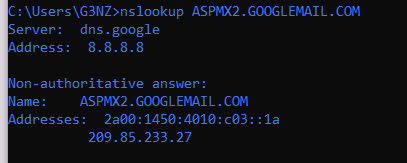 C:\Users\G3NZ>nslookup ASPMX2.GOOGLEMAIL.COM
Server:  dns.google
Address:  8.8.8.8

Non-authoritative answer:
Name:    ASPMX2.GOOGLEMAIL.COM
Addresses:  2a00:1450:4010:c03::1a
          209.85.233.27